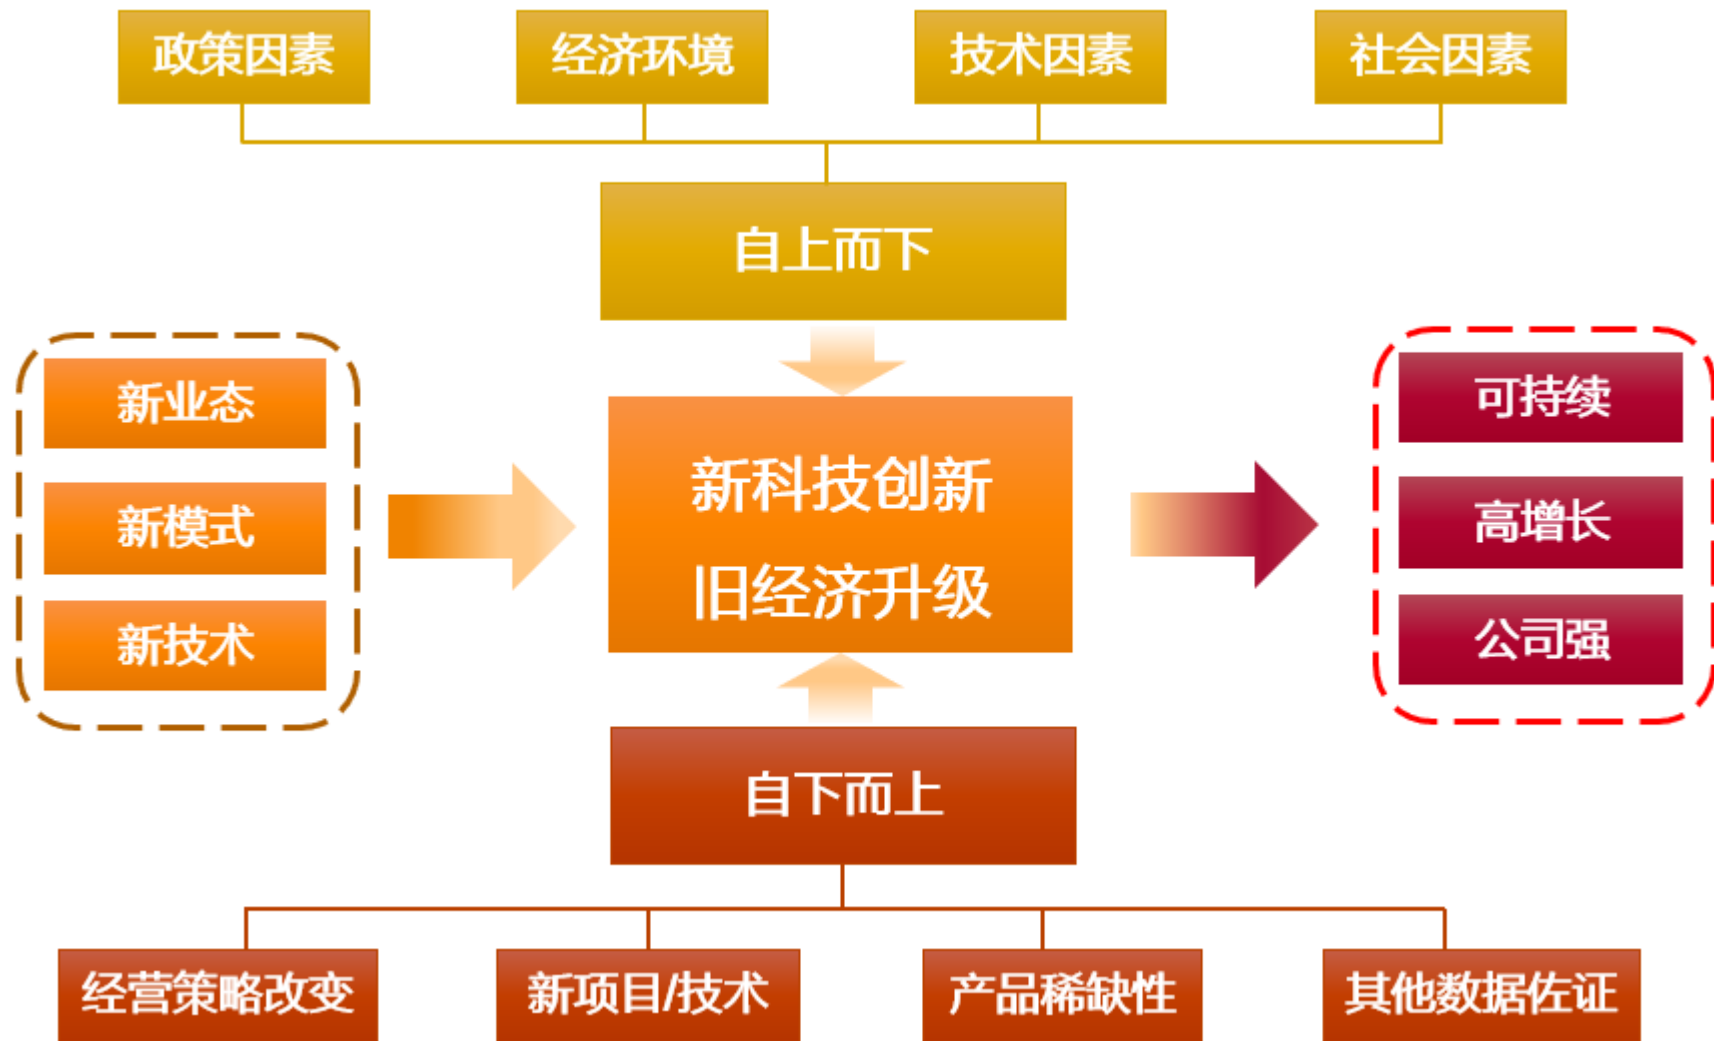 政策因素
经济环境
技术因素
社会因素
自上而下
新业态
新模式
新技术
新科技创新
旧经济升级
可持续
高增长
公司强
自下而上
经营策略改变
新项目/技术
产品稀缺性
其他数据佐证